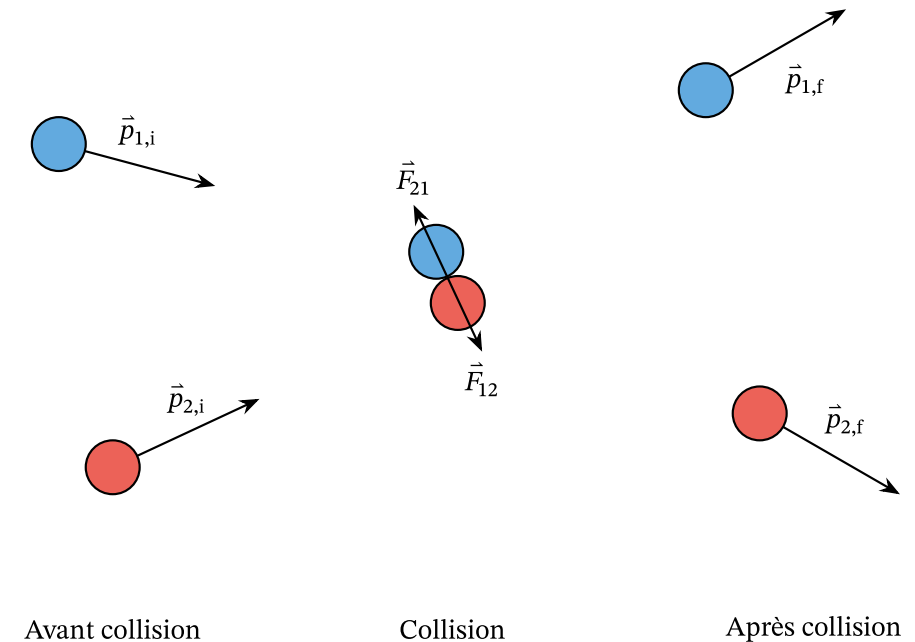 p⃗1,f
p⃗1,i
F⃗21
F⃗12
p⃗2,i
p⃗2,f
Avant collision
Collision
Après collision